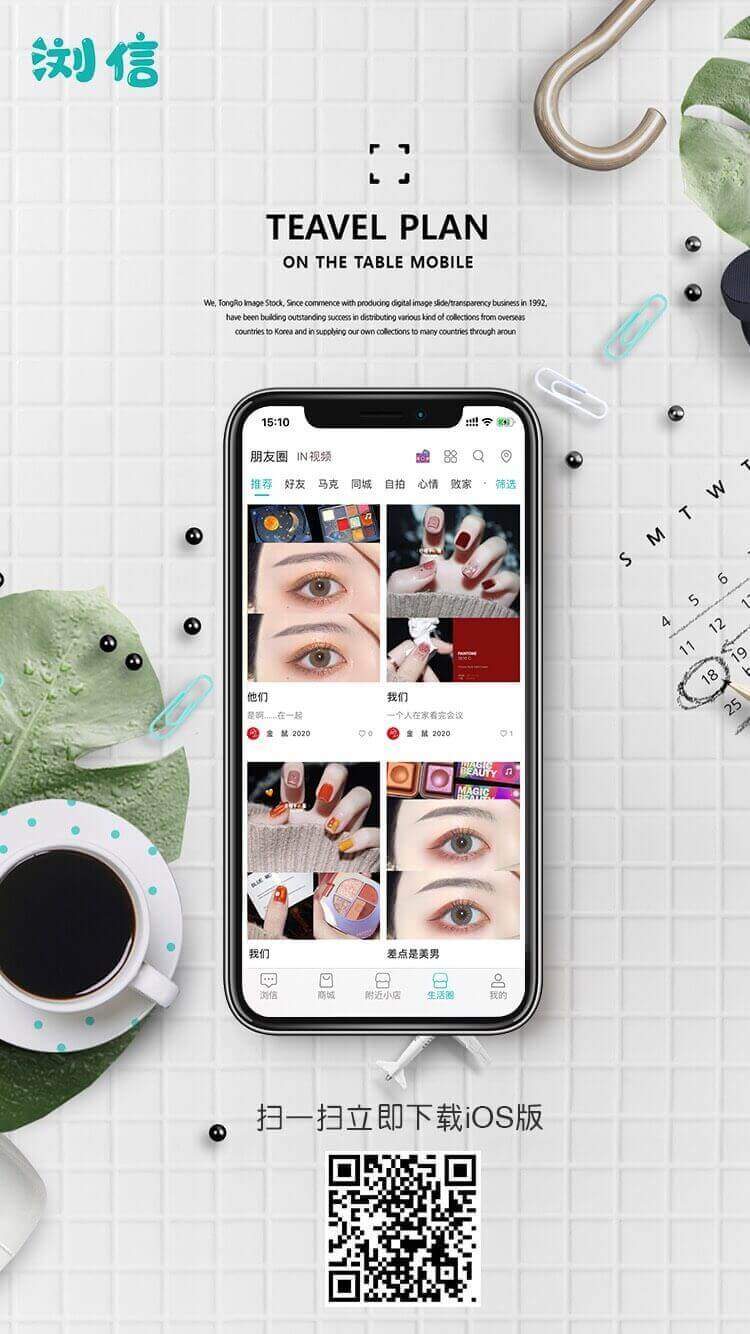 浏信
TEAVEL PLAN
ON THE TABLE MOBILE
We, TongRo Image Stock, Since commence with producing digital image slide/transparency business in 1992,
have been building outstanding success in distributing various kind of collections from overseas
countries to Korea and in supplying our own collections to many countries through aroun
15:10
朋友圈 IN视频
推荐 好友 马克 同城 自拍 心情 败家 筛选
PANTONE
他们
是啊......在一起
金 鼠 2020 0
我们
一个人在家看完会议
金 鼠 2020 1
MAGIC
BEAUTY
MAGIC
BEAUTY
我们
差点是美男
浏信 商城 附近小店 生活圈 我的
S M T W T
4 5 6
11 12
18 19
25
扫一扫立即下载iOS版